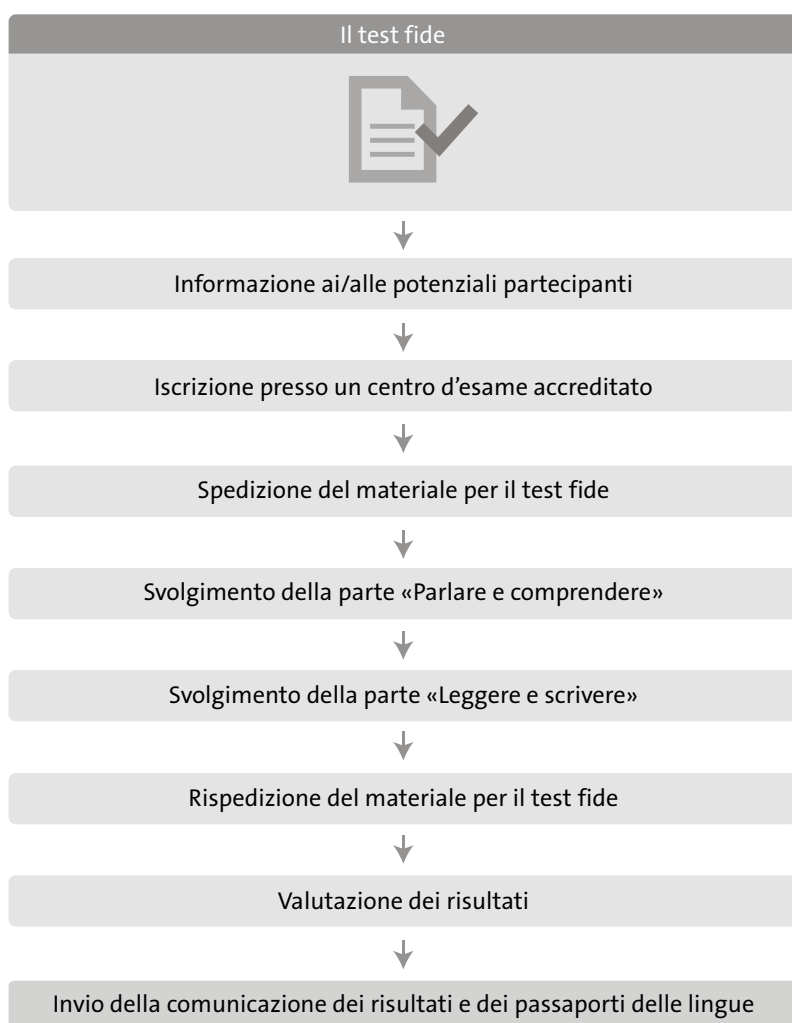 Il test fide
Informazione ai/alle potenziali partecipanti
Iscrizione presso un centro d'esame accreditato
Spedizione del materiale per il test fide
Svolgimento della parte «Parlare e comprendere»
Svolgimento della parte «Leggere e scrivere»
Rispedizione del materiale per il test fide
Valutazione dei risultati
Invio della comunicazione dei risultati e dei passaporti delle lingue